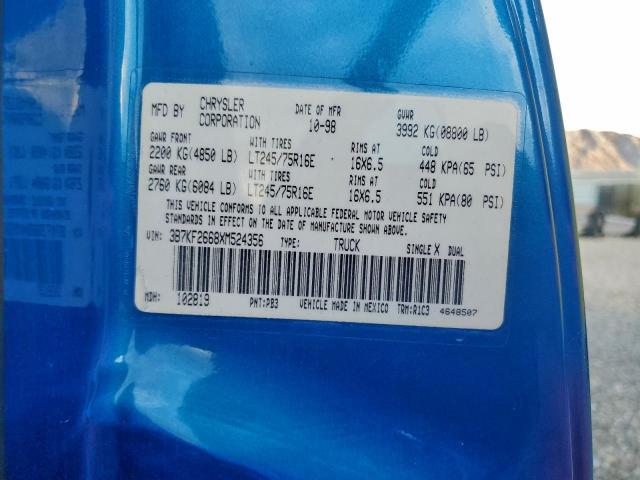 MFD BY CHRYSLER CORPORATION DATE OF MFR 10-98 GVWR 3992 KG(08800 LB)
GAWR FRONT WITH TIRES RIMS AT COLD
2200 KG(4850 LB) LT245/75R16E 16X6.5 448 KPA(65 PSI)
GAWR REAR WITH TIRES RIMS AT COLD
2760 KG(6084 LB) LT245/75R16E 16X6.5 551 KPA(80 PSI)
THIS VEHICLE CONFORMS TO ALL APPLICABLE FEDERAL MOTOR VEHICLE SAFETY
STANDARDS IN EFFECT ON THE DATE OF MANUFACTURE SHOWN ABOVE.
VIN: 3B7KF2668XM524356 TYPE: TRUCK SINGLE X DUAL
MDH: 102819 PNT:PB3 VEHICLE MADE IN MEXICO TRM:R1C3 4648507